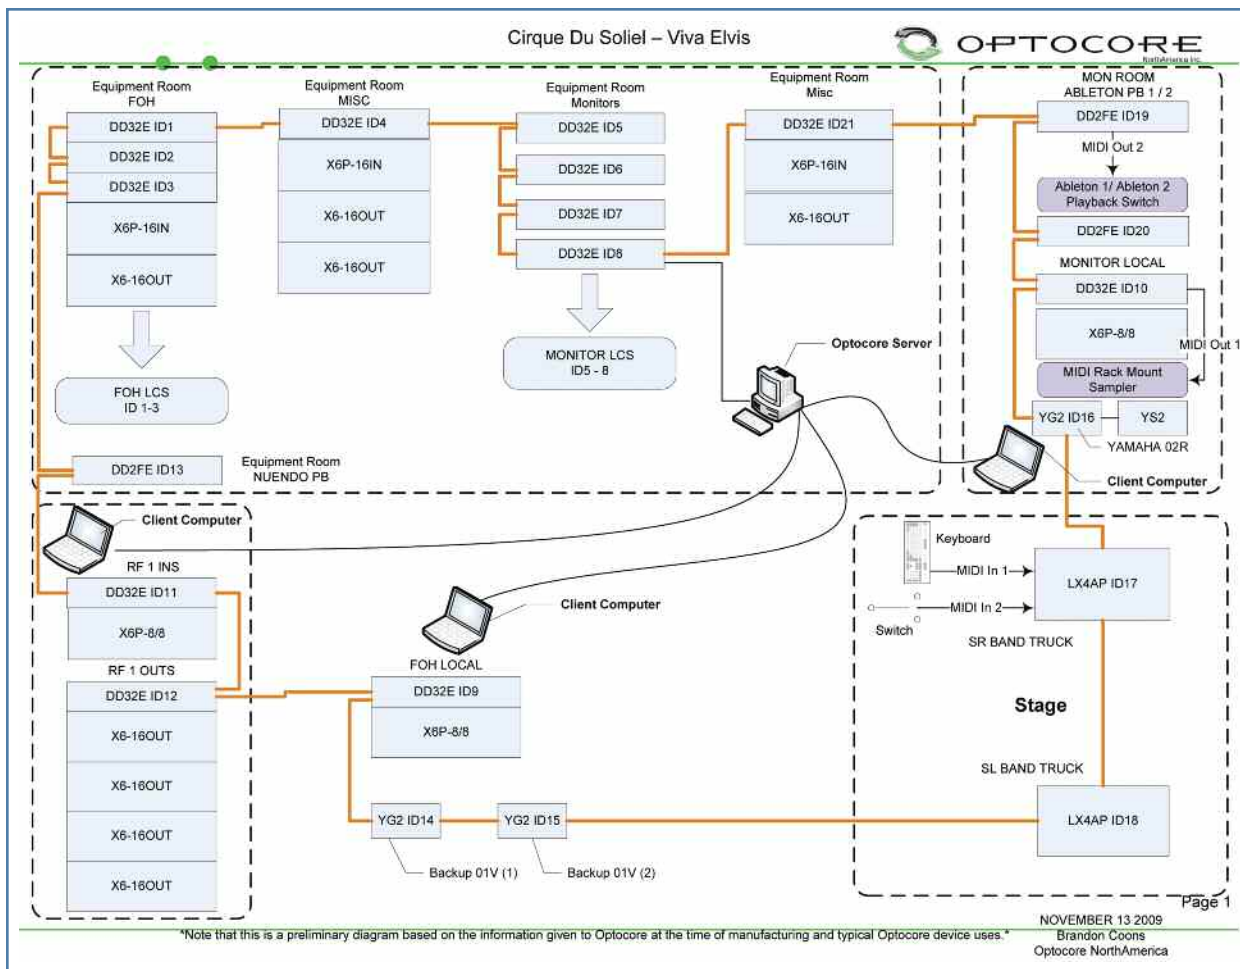 Cirque Du Soliel – Viva Elvis
OPTOCORE
NorthAmerica Inc.
Equipment Room
FOH
DD32E ID1
DD32E ID2
DD32E ID3
X6P-16IN
X6-16OUT
FOH LCS
ID 1-3
Equipment Room
MISC
DD32E ID4
X6P-16IN
X6-16OUT
X6-16OUT
Equipment Room
Monitors
DD32E ID5
DD32E ID6
DD32E ID7
DD32E ID8
MONITOR LCS
ID5 - 8
Equipment Room
Misc
DD32E ID21
X6P-16IN
X6-16OUT
Optocore Server
MON ROOM
ABLETON PB 1 / 2
DD2FE ID19
MIDI Out 2
Ableton 1/ Ableton 2
Playback Switch
DD2FE ID20
MONITOR LOCAL
DD32E ID10
X6P-8/8
MIDI Out 1
MIDI Rack Mount
Sampler
YG2 ID16
YS2
YAMAHA 02R
Client Computer
DD2FE ID13
Equipment Room
NUENDO PB
Client Computer
RF 1 INS
DD32E ID11
X6P-8/8
RF 1 OUTS
DD32E ID12
X6-16OUT
X6-16OUT
X6-16OUT
X6-16OUT
Client Computer
FOH LOCAL
DD32E ID9
X6P-8/8
YG2 ID14
YG2 ID15
Backup 01V (1)
Backup 01V (2)
Keyboard
MIDI In 1
LX4AP ID17
MIDI In 2
Switch
SR BAND TRUCK
Stage
SL BAND TRUCK
LX4AP ID18
Page 1
*Note that this is a preliminary diagram based on the information given to Optocore at the time of manufacturing and typical Optocore device uses.*
NOVEMBER 13 2009
Brandon Coons
Optocore NorthAmerica